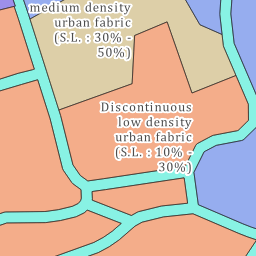 medium density
urban fabric
(S.L. : 30% -
50%)
Discontinuous
low density
urban fabric
(S.L. : 10% -
30%)